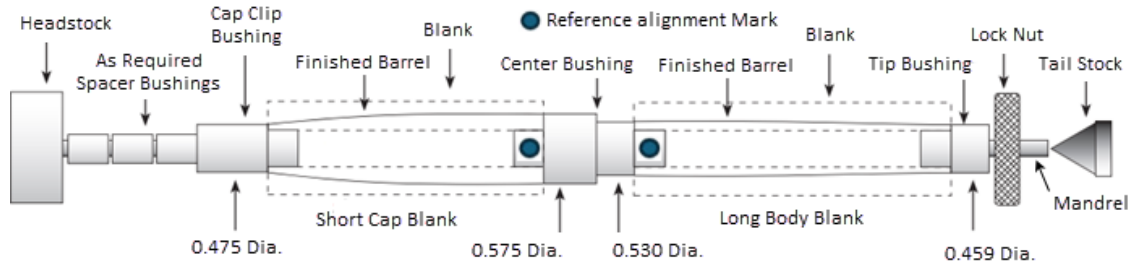 Headstock
Cap Clip
Bushing
Blank
Reference alignment Mark
Blank
Lock Nut
As Required
Spacer Bushings
Finished Barrel
Center Bushing
Finished Barrel
Tip Bushing
Tail Stock
Mandrel
Short Cap Blank
Long Body Blank
0.475 Dia.
0.575 Dia.
0.530 Dia.
0.459 Dia.